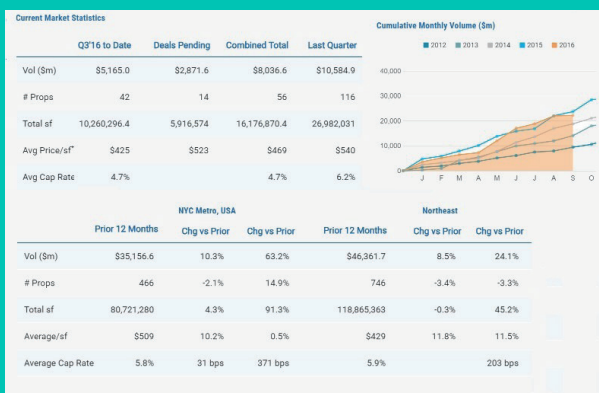 Current Market Statistics
Q3'16 to Date Deals Pending Combined Total Last Quarter
Vol ($m) $5,165.0 $2,871.6 $8,036.6 $10,584.9
# Props 42 14 56 116
Total sf 10,260,296.4 5,916,574 16,176,870.4 26,982,031
Avg Price/sf* $425 $523 $469 $540
Avg Cap Rate 4.7% 4.7% 6.2%
Cumulative Monthly Volume ($m)
2012 2013 2014 2015 2016
40,000
30,000
20,000
10,000
0
J F M A M J J A S O
NYC Metro, USA Northeast
Prior 12 Months Chg vs Prior Chg vs Prior Prior 12 Months Chg vs Prior Chg vs Prior
Vol ($m) $35,156.6 10.3% 63.2% $46,361.7 8.5% 24.1%
# Props 466 -2.1% 14.9% 746 -3.4% -3.3%
Total sf 80,721,280 4.3% 91.3% 118,865,363 -0.3% 45.2%
Average/sf $509 10.2% 0.5% $429 11.8% 11.5%
Average Cap Rate 5.8% 31 bps 371 bps 5.9% 203 bps